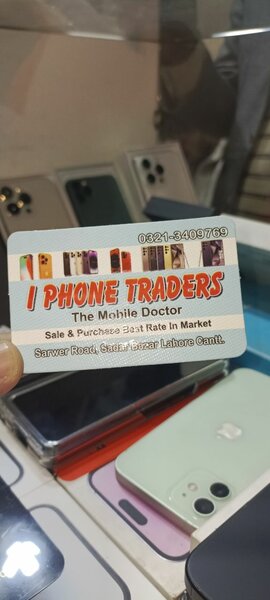 0321-3409769
I PHONE TRADERS
The Mobile Doctor
Sale & Purchase Best Rate In Market
Sarwer Road, Sadar Bazar Lahore Cantt.